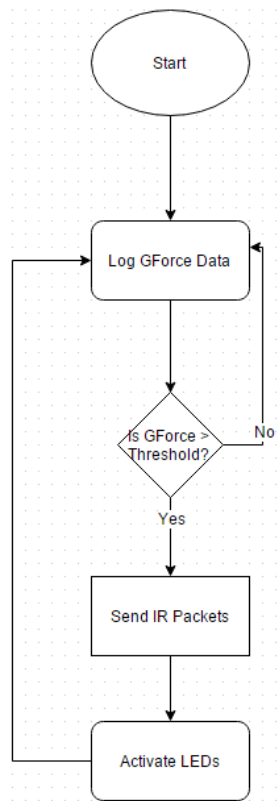 Start
Log GForce Data
Is GForce >
Threshold?
No
Yes
Send IR Packets
Activate LEDs